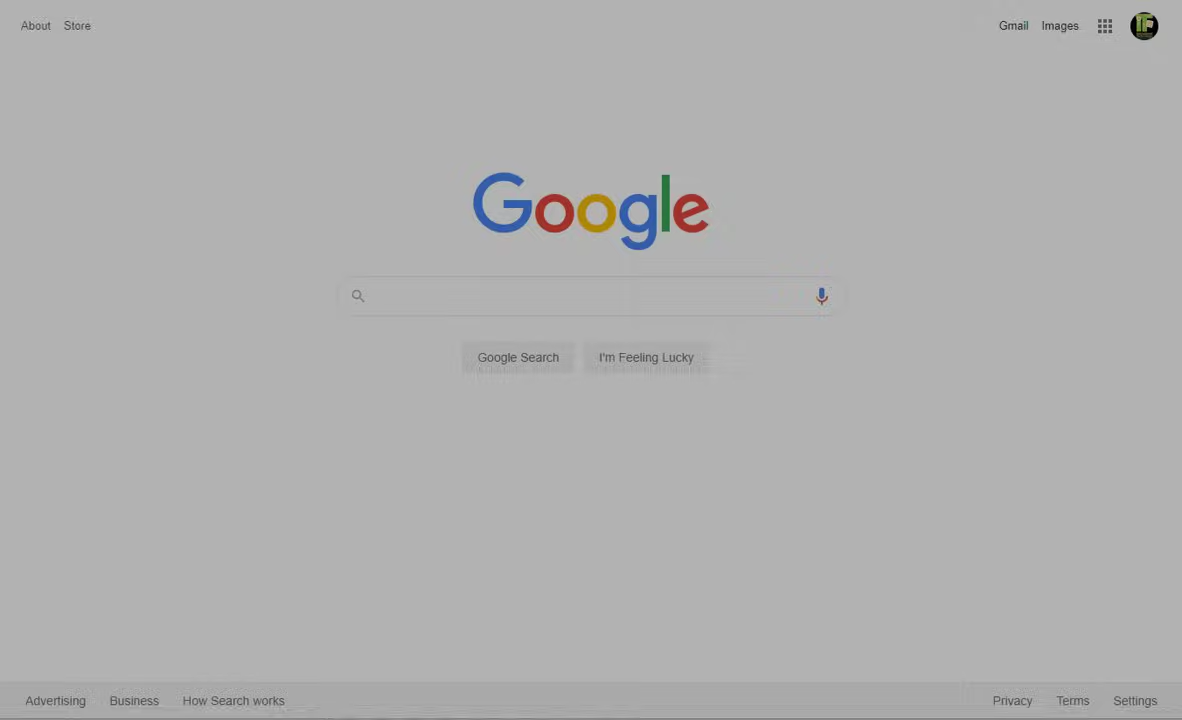 About Store
Gmail Images
Google
Google Search I'm Feeling Lucky
Advertising Business How Search works
Privacy Terms Settings